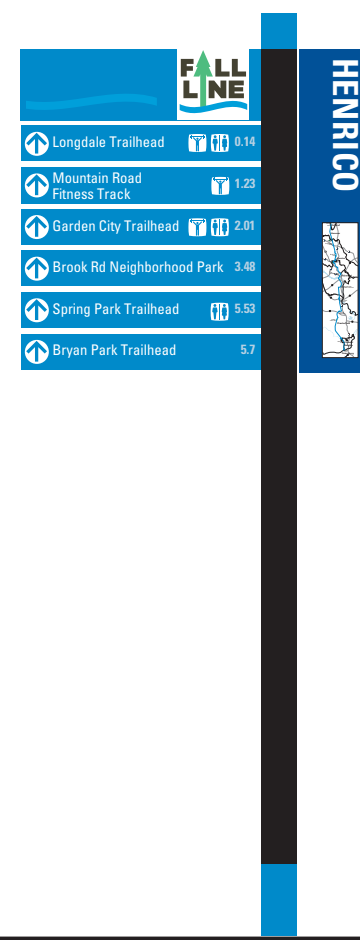 FALL
LINE
HENRICO
Longdale Trailhead 0.14
Mountain Road
Fitness Track 1.23
Garden City Trailhead 2.01
Brook Rd Neighborhood Park 3.48
Spring Park Trailhead 5.53
Bryan Park Trailhead 5.7